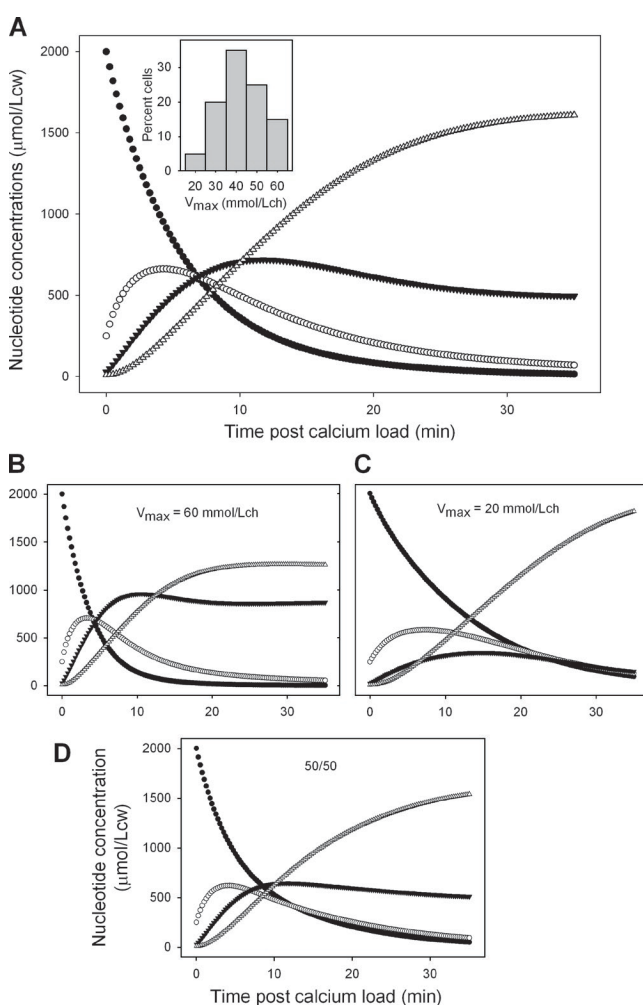 A
Nucleotide concentrations (μmol/Lcw)
2000
1500
1000
500
0
0 10 20 30
Time post calcium load (min)
Percent cells
30
20
10
0
20 30 40 50 60
Vmax (mmol/Lch)
B
Vmax = 60 mmol/Lch
2000
1500
1000
500
0
0 10 20 30
C
Vmax = 20 mmol/Lch
0 10 20 30
D
50/50
Nucleotide concentration
(μmol/Lcw)
2000
1500
1000
500
0
0 10 20 30
Time post calcium load (min)